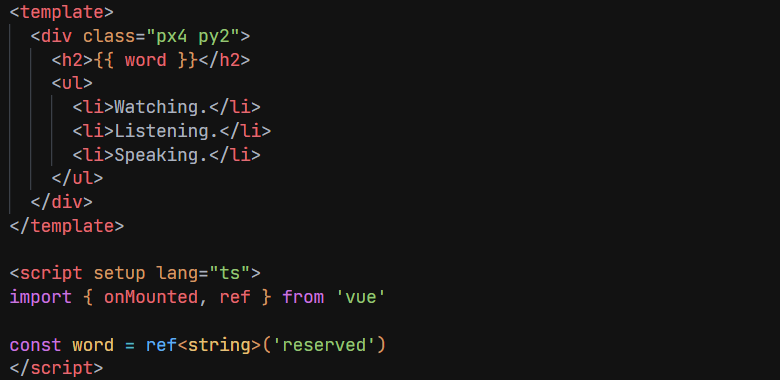 <template>
<div class="px4 py2">
<h2>{{ word }}</h2>
<ul>
<li>Watching.</li>
<li>Listening.</li>
<li>Speaking.</li>
</ul>
</div>
</template>
<script setup lang="ts">
import { onMounted, ref } from 'vue'
const word = ref<string>('reserved')
</script>